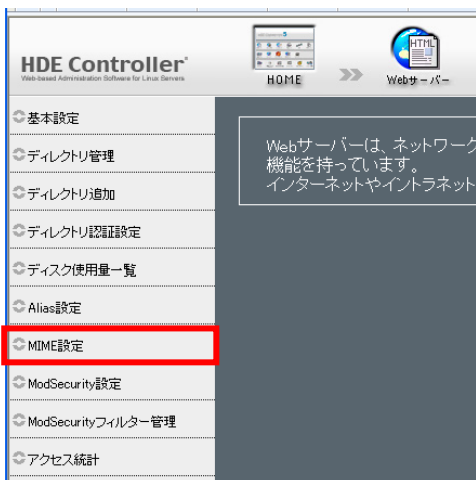 HDE Controller
Web-based Administration Software for Linux Servers
HOME
HTML
Webサーバー
基本設定
ディレクトリ管理
ディレクトリ追加
ディレクトリ認証設定
ディスク使用量一覧
Alias設定
MIME設定
ModSecurity設定
ModSecurityフィルター管理
アクセス統計
Webサーバーは、ネットワーク
機能を持っています。
インターネットやイントラネット